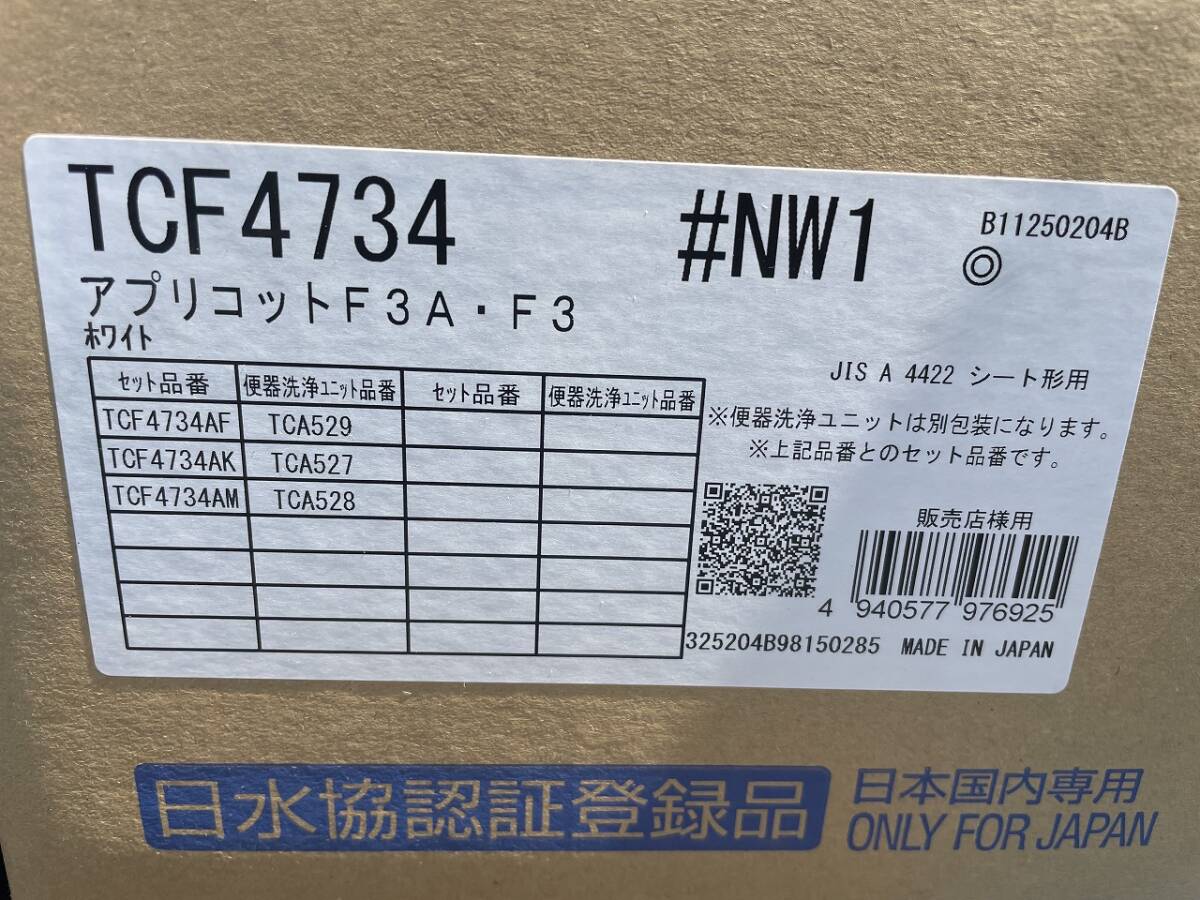 TCF4734 #NW1 B11250204B
◎
アプリコットF3A・F3
ホワイト
セット品番 便器洗浄ユニット品番 セット品番 便器洗浄ユニット品番
TCF4734AF TCA529
TCF4734AK TCA527
TCF4734AM TCA528
JIS A 4422 シート形用
※便器洗浄ユニットは別包装になります。
※上記品番とのセット品番です。
販売店様用
4 940577 976925
325204B98150285 MADE IN JAPAN
日水協認証登録品
日本国内専用
ONLY FOR JAPAN